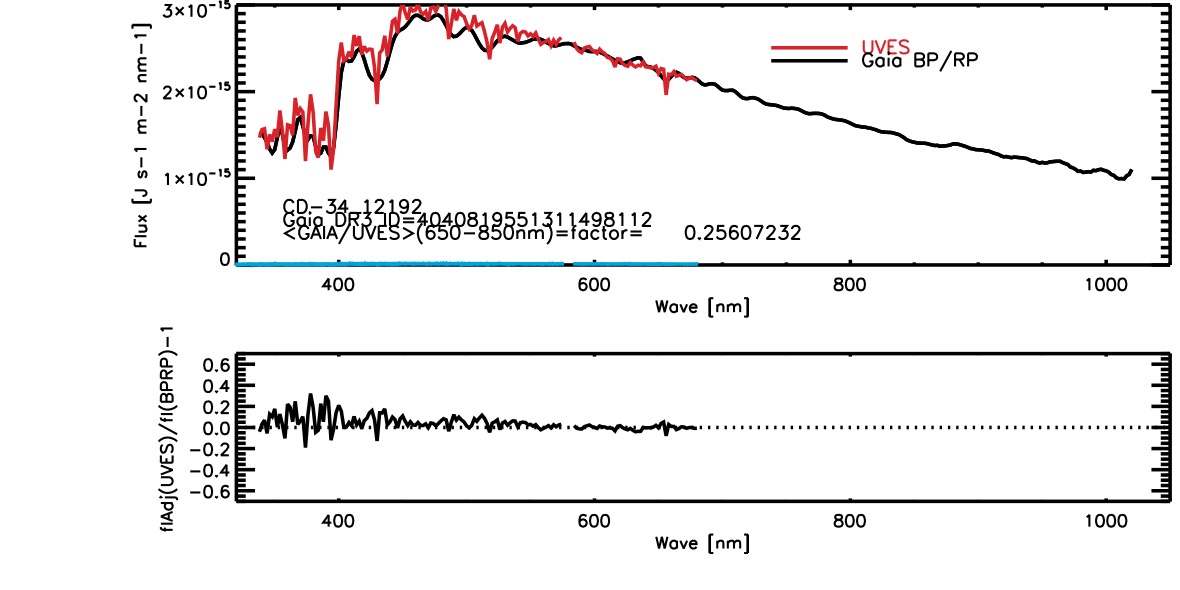 3×10−15
2×10−15
1×10−15
0
Flux [J s−1 m−2 nm−1]
UVES
Gaia BP/RP
CD−34 12192
Gaia DR3 ID=4040819551311498112
<GAIA/UVES>(650−850nm)=factor= 0.25607232
400 600 800 1000
Wave [nm]
flAdj(UVES)/fl(BPRP)−1
0.6
0.4
0.2
0.0
−0.2
−0.4
−0.6
400 600 800 1000
Wave [nm]